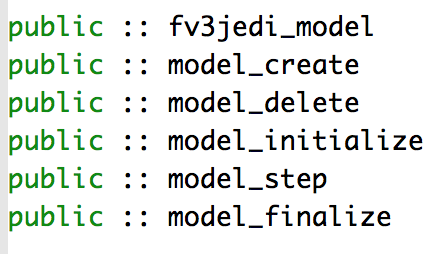 public :: fv3jedi_model
public :: model_create
public :: model_delete
public :: model_initialize
public :: model_step
public :: model_finalize